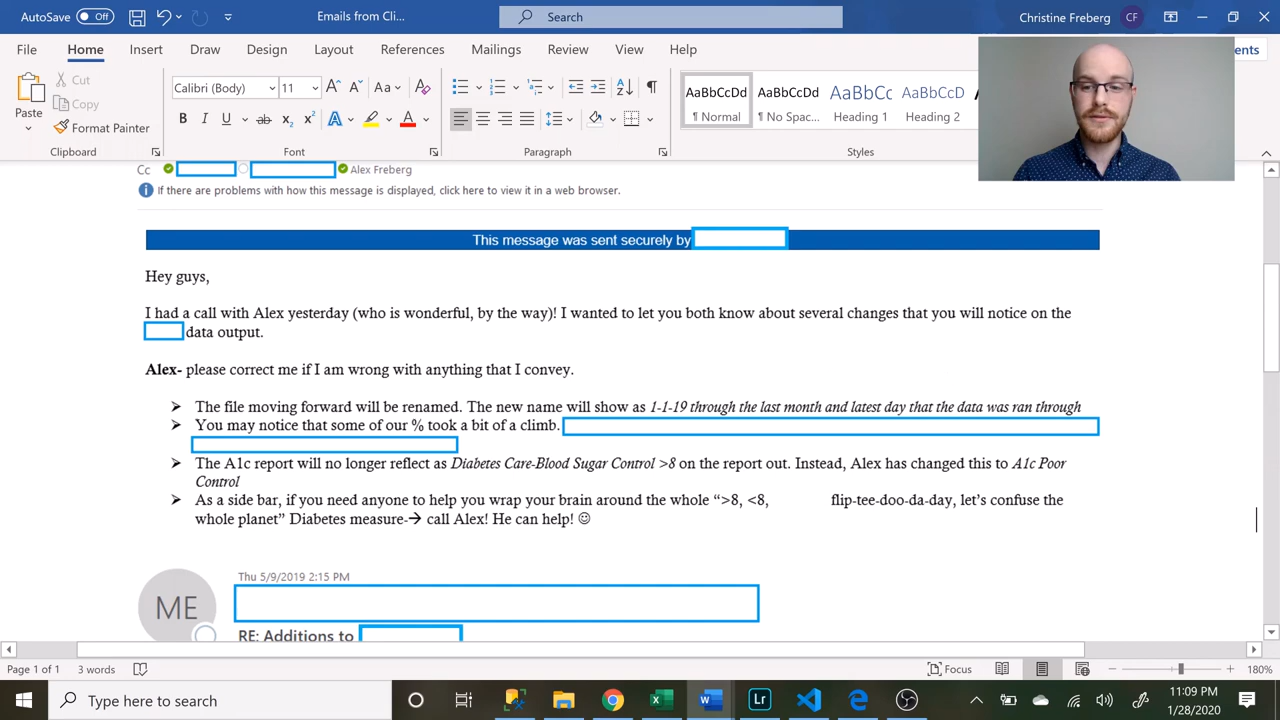 AutoSave Off Emails from Cli... Search Christine Freberg CF
File Home Insert Draw Design Layout References Mailings Review View Help ents
Paste Cut Copy Format Painter
Calibri (Body) 11 A A Aa A
B I U ab x₂ x² A A
AaBbCcDd AaBbCcDd AaBbCc AaBbCcD
¶ Normal ¶ No Spac... Heading 1 Heading 2
Clipboard Font Paragraph Styles
Cc Alex Freberg
If there are problems with how this message is displayed, click here to view it in a web browser.
This message was sent securely by
Hey guys,
I had a call with Alex yesterday (who is wonderful, by the way)! I wanted to let you both know about several changes that you will notice on the
data output.
Alex- please correct me if I am wrong with anything that I convey.
➢ The file moving forward will be renamed. The new name will show as 1-1-19 through the last month and latest day that the data was ran through
➢ You may notice that some of our % took a bit of a climb.
➢ The A1c report will no longer reflect as Diabetes Care-Blood Sugar Control >8 on the report out. Instead, Alex has changed this to A1c Poor
Control
➢ As a side bar, if you need anyone to help you wrap your brain around the whole “>8, <8, flip-tee-doo-da-day, let’s confuse the
whole planet” Diabetes measure-→ call Alex! He can help! ☺
Thu 5/9/2019 2:15 PM
ME
RE: Additions to
Page 1 of 1 3 words Focus 180%
Type here to search 11:09 PM
1/28/2020